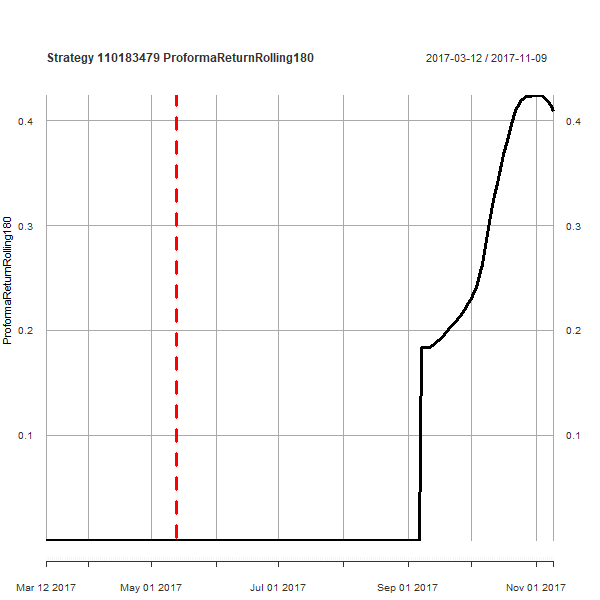 Strategy 110183479 ProformaReturnRolling180
2017-03-12 / 2017-11-09
ProformaReturnRolling180
0.4
0.3
0.2
0.1
0.4
0.3
0.2
0.1
Mar 12 2017
May 01 2017
Jul 01 2017
Sep 01 2017
Nov 01 2017